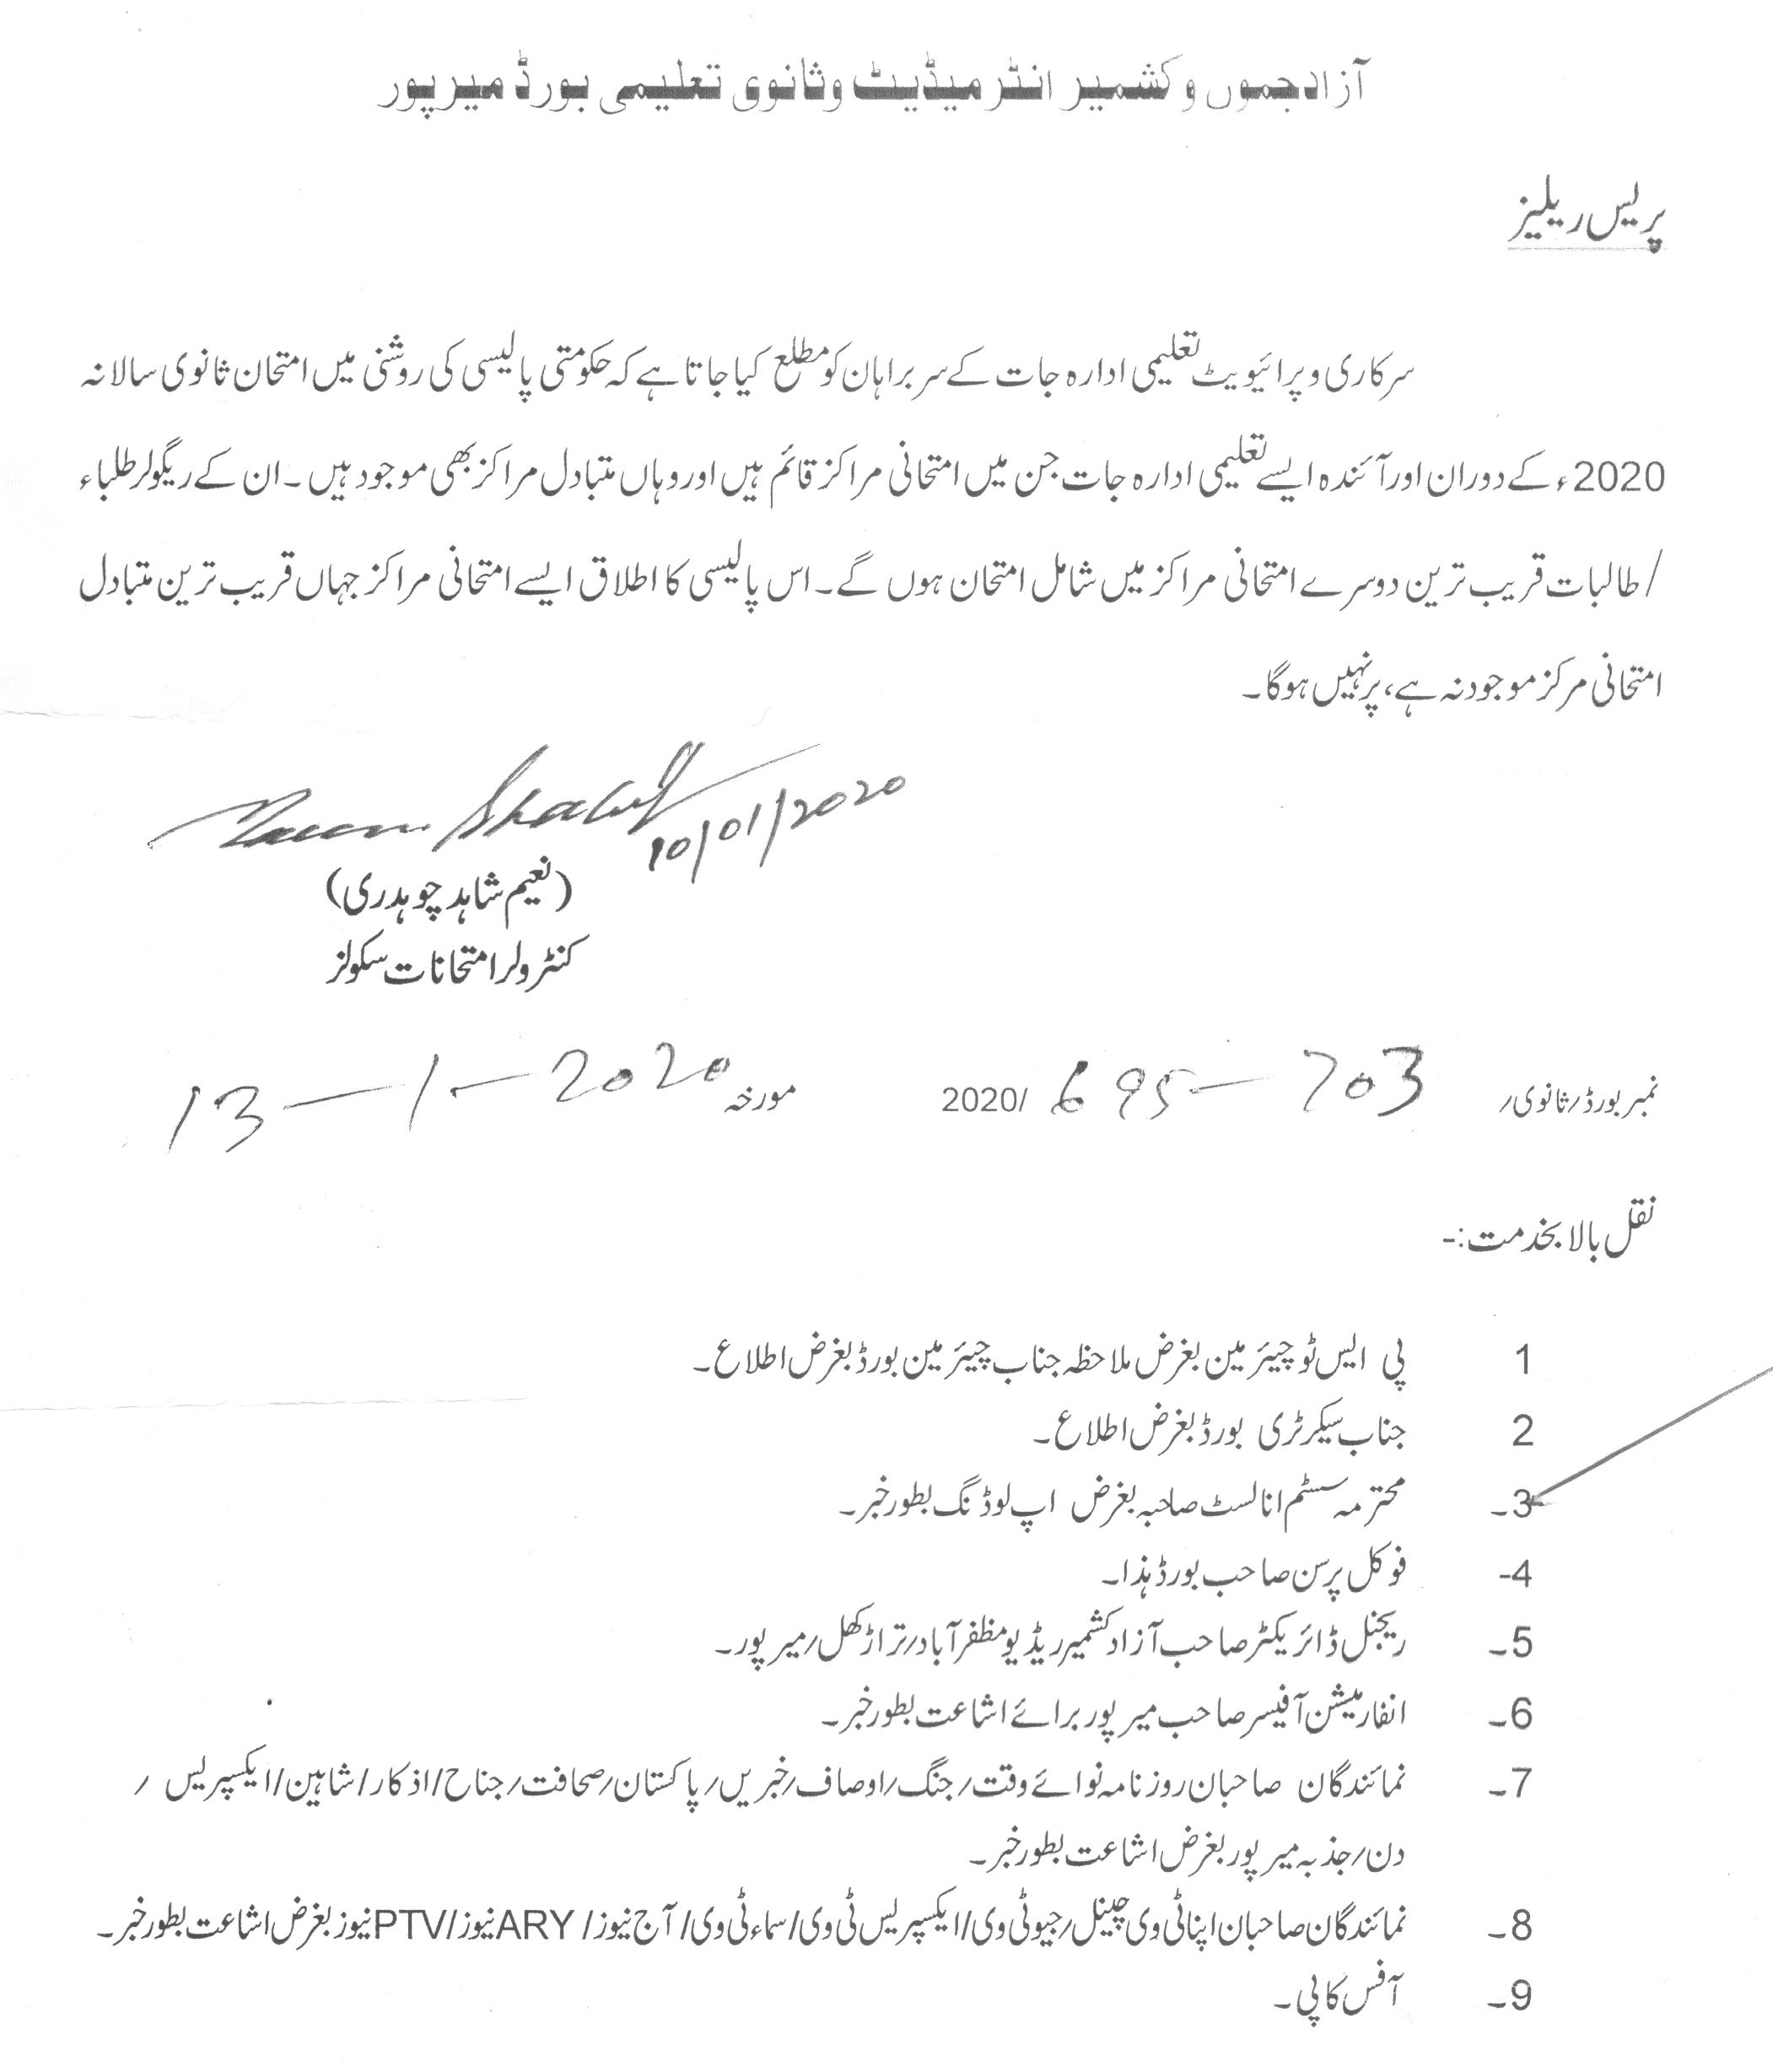 آزاد جموں و کشمیر انٹرمیڈیٹ و ثانوی تعلیمی بورڈ میرپور
پریس ریلیز
سرکاری و پرائیویٹ تعلیمی ادارہ جات کے سربراہان کو مطلع کیا جاتا ہے کہ حکومتی پالیسی کی روشنی میں امتحان ثانوی سالانہ
2020ء کے دوران اور آئندہ ایسے تعلیمی ادارہ جات جن میں امتحانی مراکز قائم ہیں اور وہاں متبادل مراکز بھی موجود ہیں۔ ان کے ریگولر طلباء
/ طالبات قریب ترین دوسرے امتحانی مراکز میں شامل امتحان ہوں گے۔ اس پالیسی کا اطلاق ایسے امتحانی مراکز جہاں قریب ترین متبادل
امتحانی مرکز موجود نہ ہے، پر نہیں ہوگا۔
10/01/2020
(نعیم شاہد چوہدری)
کنٹرولر امتحانات سکولز
نمبر بورڈ/ثانوی/ 695-703 /2020 مورخہ 13-1-2020
نقل بالا بخدمت:-
1 پی ایس ٹو چیئرمین بغرض ملاحظہ جناب چیئرمین بورڈ بغرض اطلاع۔
2 جناب سیکرٹری بورڈ بغرض اطلاع۔
3۔ محترمہ سسٹم انالسٹ صاحبہ بغرض اپ لوڈنگ بطور خبر۔
4- فوکل پرسن صاحب بورڈ ہذا۔
5۔ ریجنل ڈائریکٹر صاحب آزاد کشمیر ریڈیو مظفرآباد/تراڑکھل/میرپور۔
6۔ انفارمیشن آفیسر صاحب میرپور برائے اشاعت بطور خبر۔
7۔ نمائندگان صاحبان روزنامہ نوائے وقت/جنگ/اوصاف/خبریں/پاکستان/صحافت/جناح/اذکار/شاہین/ایکسپریس /
دن/جذبہ میرپور بغرض اشاعت بطور خبر۔
8۔ نمائندگان صاحبان اپنا ٹی وی چینل/جیو ٹی وی/ایکسپریس ٹی وی/سماء ٹی وی/ آج نیوز/ ARY نیوز/PTV نیوز بغرض اشاعت بطور خبر۔
9۔ آفس کاپی۔